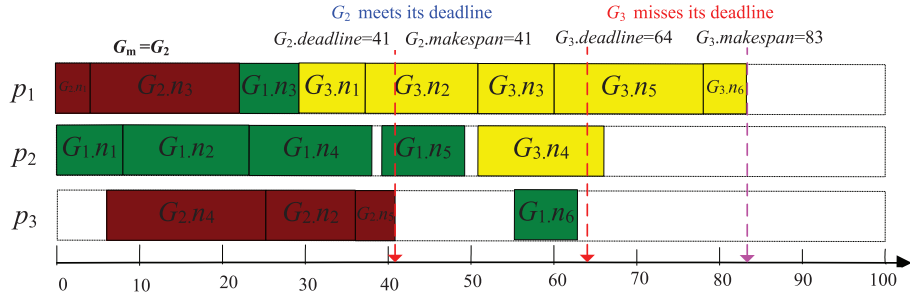 G2 meets its deadline G3 misses its deadline
Gm=G2 G2.deadline=41 G2.makespan=41 G3.deadline=64 G3.makespan=83
p1 G2.n1 G2.n3 G1.n3 G3.n1 G3.n2 G3.n3 G3.n5 G3.n6
p2 G1.n1 G1.n2 G1.n4 G1.n5 G3.n4
p3 G2.n4 G2.n2 G2.n5 G1.n6
0 10 20 30 40 50 60 70 80 90 100